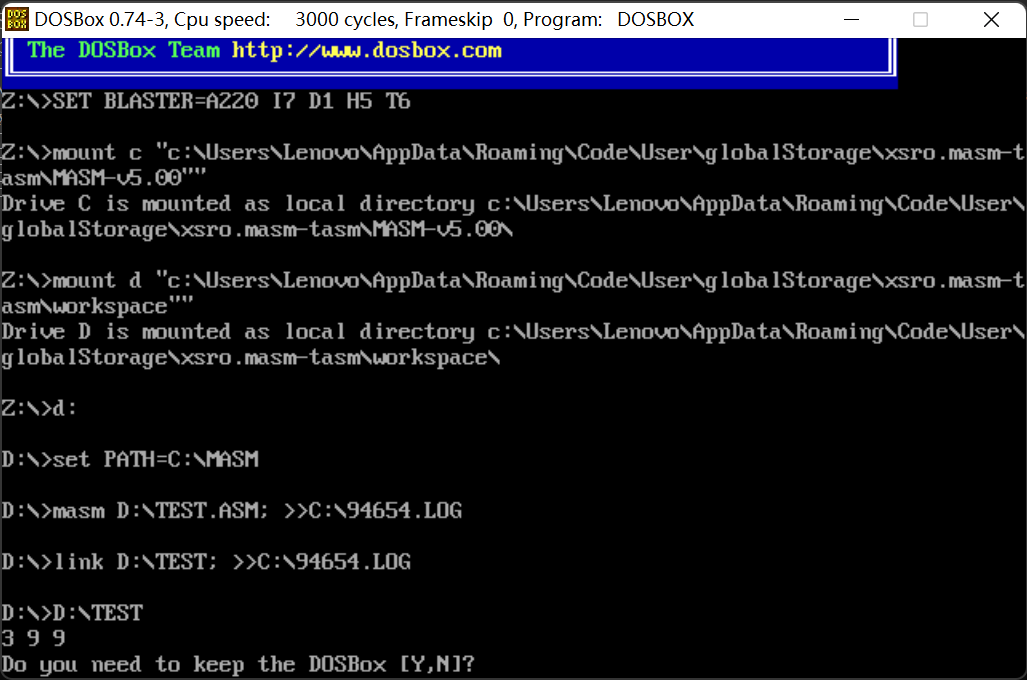 DOSBox 0.74-3, Cpu speed:    3000 cycles, Frameskip  0, Program:   DOSBOX
The DOSBox Team http://www.dosbox.com
Z:\>SET BLASTER=A220 I7 D1 H5 T6
Z:\>mount c "c:\Users\Lenovo\AppData\Roaming\Code\User\globalStorage\xsro.masm-t
asm\MASM-v5.00""
Drive C is mounted as local directory c:\Users\Lenovo\AppData\Roaming\Code\User\
globalStorage\xsro.masm-tasm\MASM-v5.00\
Z:\>mount d "c:\Users\Lenovo\AppData\Roaming\Code\User\globalStorage\xsro.masm-t
asm\workspace""
Drive D is mounted as local directory c:\Users\Lenovo\AppData\Roaming\Code\User\
globalStorage\xsro.masm-tasm\workspace\
Z:\>d:
D:\>set PATH=C:\MASM
D:\>masm D:\TEST.ASM; >>C:\94654.LOG
D:\>link D:\TEST; >>C:\94654.LOG
D:\>D:\TEST
3 9 9
Do you need to keep the DOSBox [Y,N]?